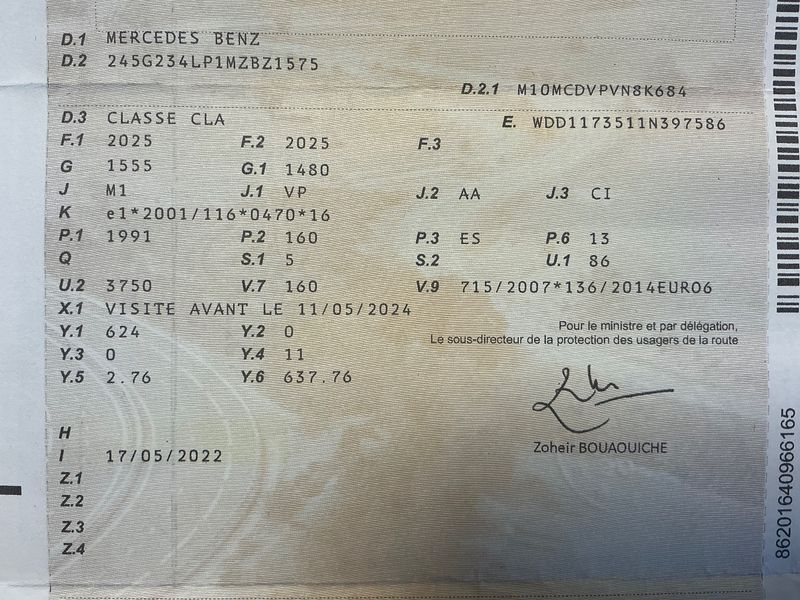 D.1 MERCEDES BENZ
D.2 245G234LP1MZBZ1575
D.2.1 M10MCDVPVN8K684
D.3 CLASSE CLA E. WDD1173511N397586
F.1 2025 F.2 2025 F.3
G 1555 G.1 1480
J M1 J.1 VP J.2 AA J.3 CI
K e1*2001/116*0470*16
P.1 1991 P.2 160 P.3 ES P.6 13
Q S.1 5 S.2 U.1 86
U.2 3750 V.7 160 V.9 715/2007*136/2014EURO6
X.1 VISITE AVANT LE 11/05/2024
Y.1 624 Y.2 0
Y.3 0 Y.4 11
Y.5 2.76 Y.6 637.76
Pour le ministre et par délégation,
Le sous-directeur de la protection des usagers de la route
Zoheir BOUAOUICHE
H
I 17/05/2022
Z.1
Z.2
Z.3
Z.4
86201640966165